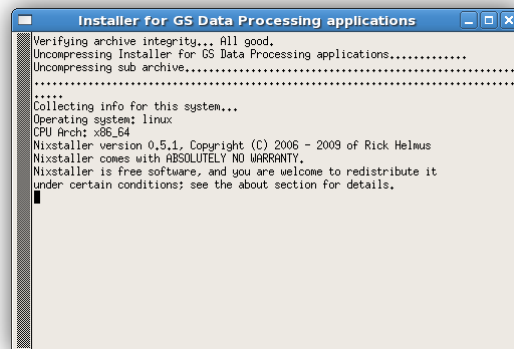 Installer for GS Data Processing applications
Verifying archive integrity... All good.
Uncompressing Installer for GS Data Processing applications.............
Uncompressing sub archive..................................................
.........................................................................
.....
Collecting info for this system...
Operating system: linux
CPU Arch: x86_64
Nixstaller version 0.5.1, Copyright (C) 2006 - 2009 of Rick Helmus
Nixstaller comes with ABSOLUTELY NO WARRANTY.
Nixstaller is free software, and you are welcome to redistribute it
under certain conditions; see the about section for details.